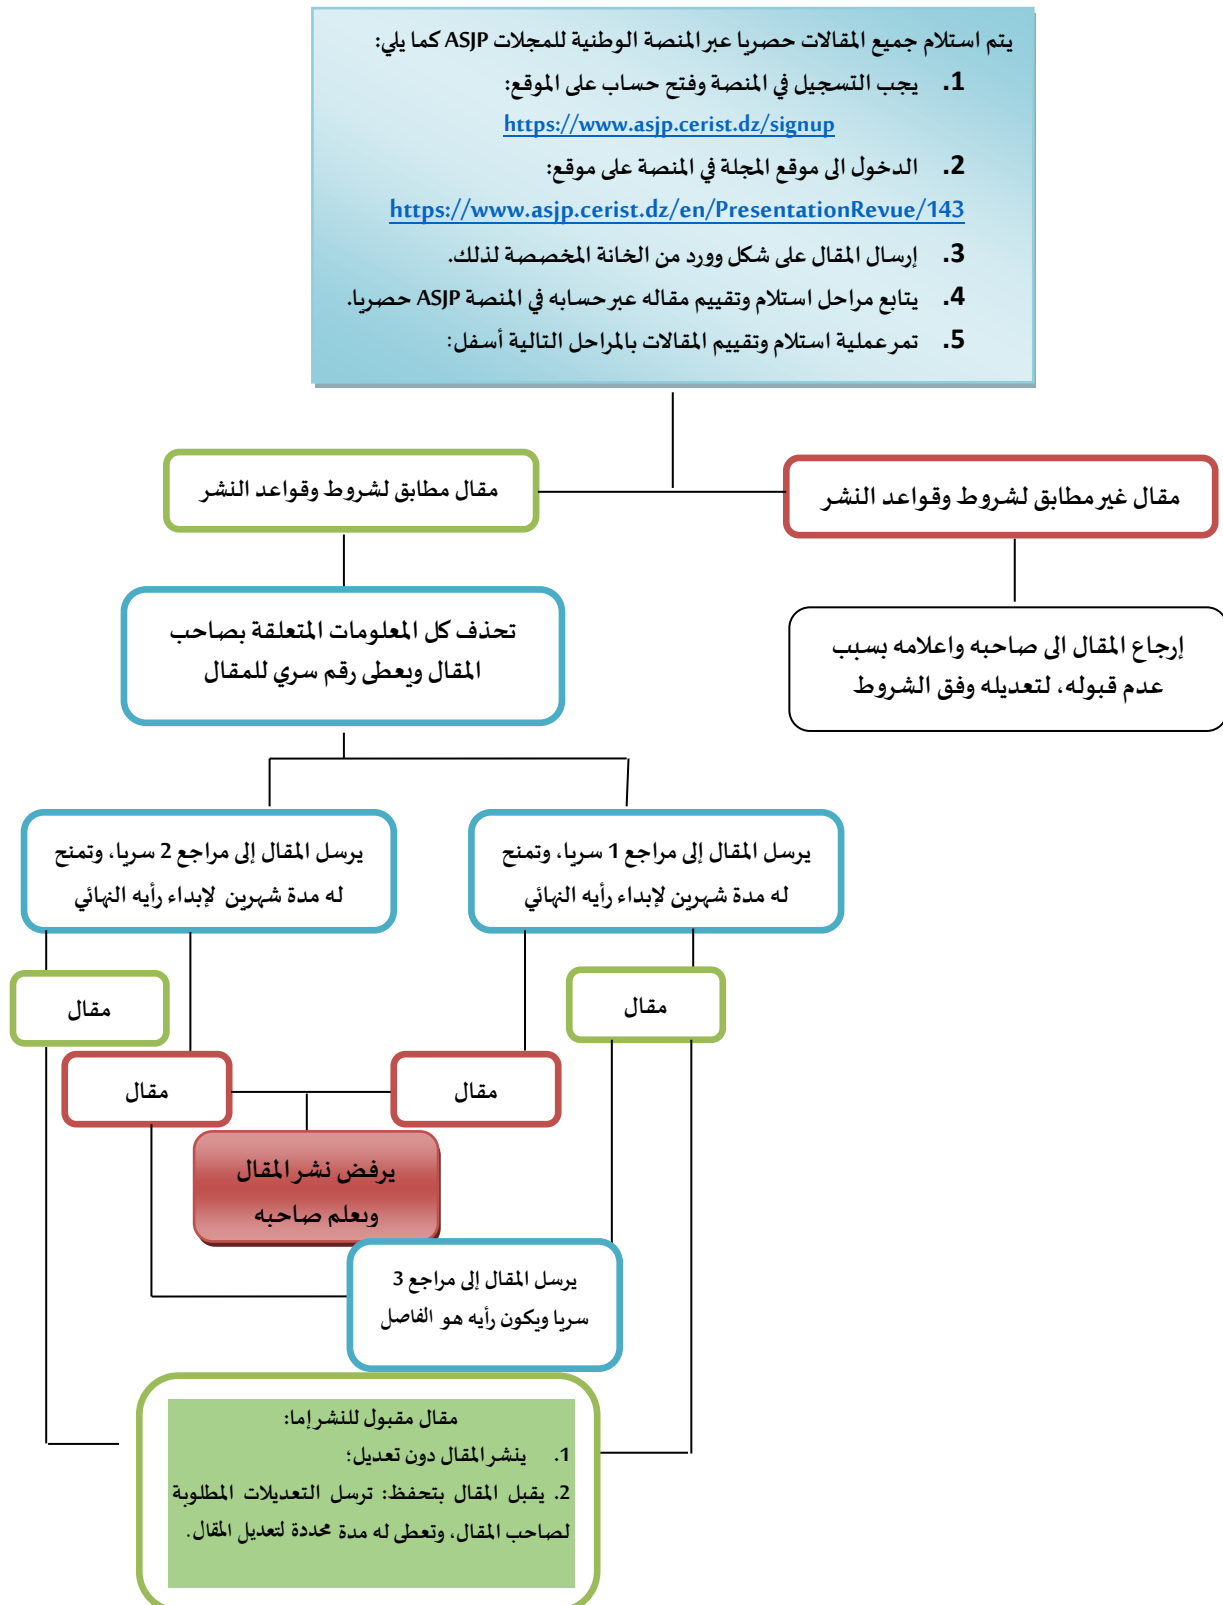 يتم استلام جميع المقالات حصريا عبر المنصة الوطنية للمجلات ASJP كما يلي:
1. يجب التسجيل في المنصة وفتح حساب على الموقع:
https://www.asjp.cerist.dz/signup
2. الدخول الى موقع المجلة في المنصة على موقع:
https://www.asjp.cerist.dz/en/PresentationRevue/143
3. إرسال المقال على شكل وورد من الخانة المخصصة لذلك.
4. يتابع مراحل استلام وتقييم مقاله عبر حسابه في المنصة ASJP حصريا.
5. تمر عملية استلام وتقييم المقالات بالمراحل التالية أسفل:
مقال غير مطابق لشروط وقواعد النشر
مقال مطابق لشروط وقواعد النشر
إرجاع المقال الى صاحبه واعلامه بسبب
عدم قبوله، لتعديله وفق الشروط
تحذف كل المعلومات المتعلقة بصاحب
المقال ويعطى رقم سري للمقال
يرسل المقال إلى مراجع 1 سريا، وتمنح
له مدة شهرين لإبداء رأيه النهائي
يرسل المقال إلى مراجع 2 سريا، وتمنح
له مدة شهرين لإبداء رأيه النهائي
مقال
مقال
مقال
مقال
يرفض نشر المقال
ويعلم صاحبه
يرسل المقال إلى مراجع 3
سريا ويكون رأيه هو الفاصل
مقال مقبول للنشر إما:
1. ينشر المقال دون تعديل؛
2. يقبل المقال بتحفظ: ترسل التعديلات المطلوبة
لصاحب المقال، وتعطى له مدة محددة لتعديل المقال.